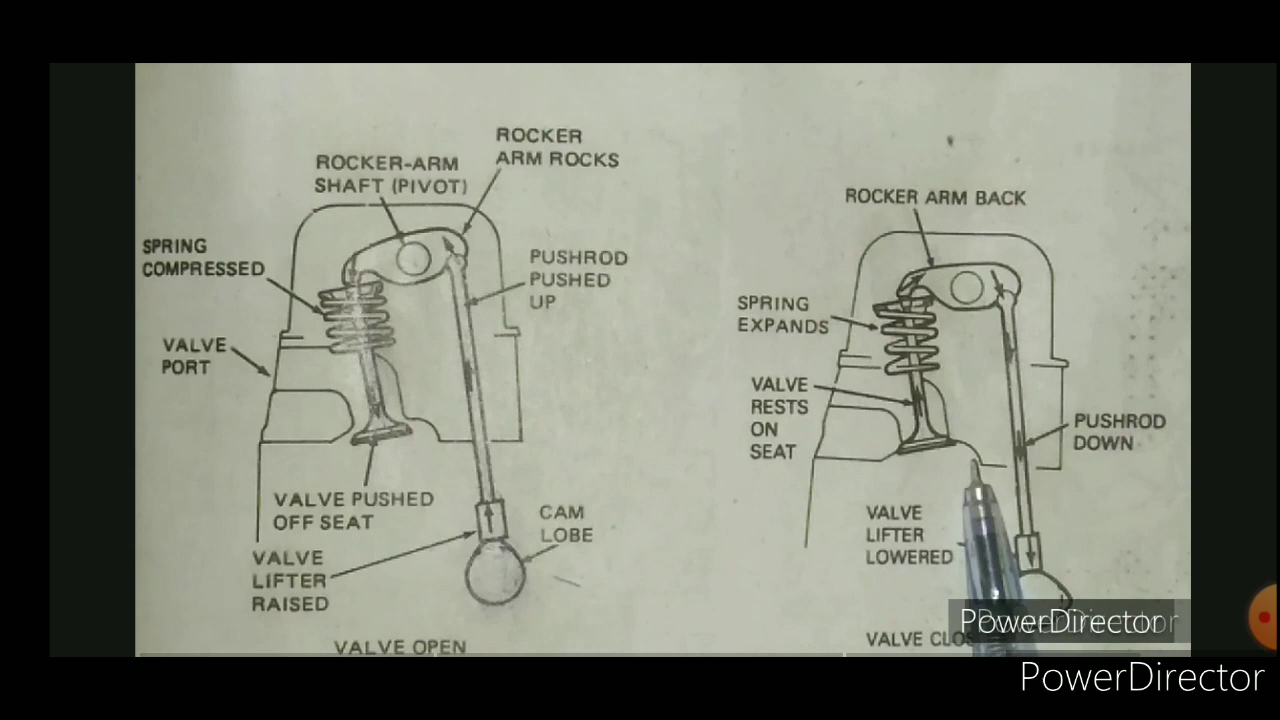 ROCKER
ARM ROCKS
ROCKER-ARM
SHAFT (PIVOT)
SPRING
COMPRESSED
PUSHROD
PUSHED
UP
VALVE
PORT
VALVE PUSHED
OFF SEAT
CAM
LOBE
VALVE
LIFTER
RAISED
VALVE OPEN
ROCKER ARM BACK
SPRING
EXPANDS
VALVE
RESTS
ON
SEAT
PUSHROD
DOWN
VALVE
LIFTER
LOWERED
VALVE
PowerDirector
PowerDirector